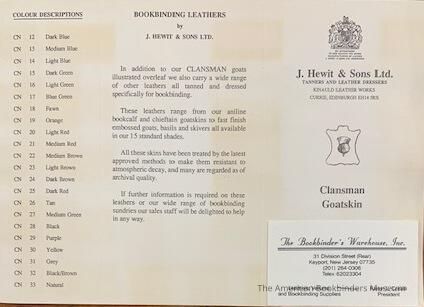 COLOUR DESCRIPTIONS
CN 12 Dark Blue
CN 13 Medium Blue
CN 14 Light Blue
CN 15 Dark Green
CN 16 Light Green
CN 17 Blue Green
CN 18 Fawn
CN 19 Orange
CN 20 Light Red
CN 21 Medium Red
CN 22 Medium Brown
CN 23 Light Brown
CN 24 Dark Brown
CN 25 Dark Red
CN 26 Tan
CN 27 Medium Green
CN 28 Black
CN 29 Purple
CN 30 Yellow
CN 31 Grey
CN 32 Black/Brown
CN 33 Natural
BOOKBINDING LEATHERS
by
J. HEWIT & SONS LTD.
In addition to our CLANSMAN goats
illustrated overleaf we also carry a wide range
of other leathers all tanned and dressed
specifically for bookbinding.
These leathers range from our aniline
bookcalf and chieftain goatskins to fast finish
embossed goats, basils and skivers all available
in our 15 standard shades.
All these skins have been treated by the latest
approved methods to make them resistant to
atmospheric decay, and many are regarded as of
archival quality.
If further information is required on these
leathers or our wide range of bookbinding
sundries our sales staff will be delighted to help
in any way.
J. Hewit & Sons Ltd.
TANNERS AND LEATHER DRESSERS
KINAULD LEATHER WORKS
CURRIE, EDINBURGH EH14 5RS
Clansman
Goatskin
The Bookbinder's Warehouse, Inc.
31 Division Street (Rear)
Keyport, New Jersey 07735
(201) 264-0306
Telex 62022304
The American Bookbinders Museum
and Bookbinding Supplies President